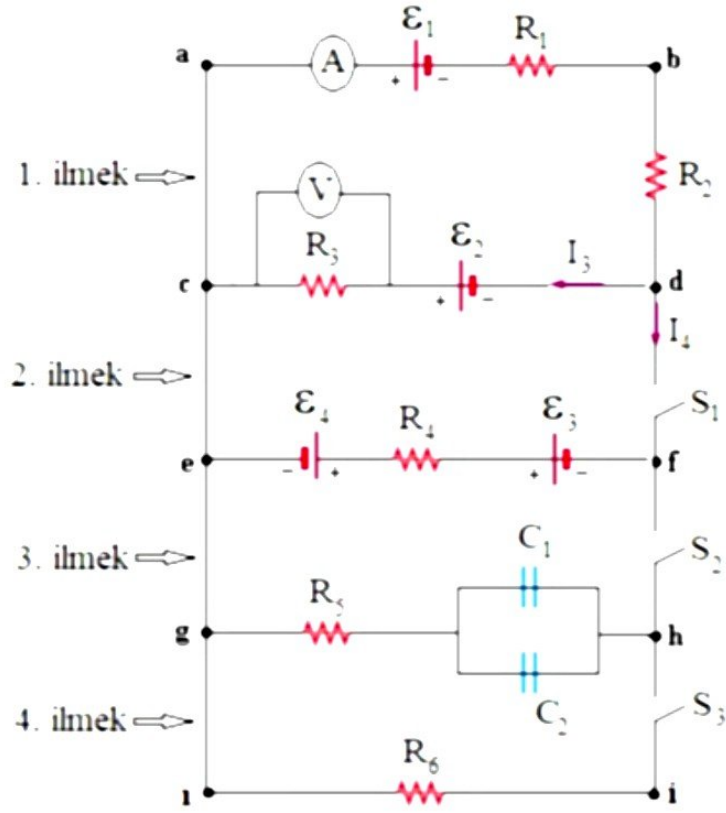 ε₁ R₁
a A + - b
1. ilmek V R₂
R₃ ε₂ I₃
c + - d
I₄
2. ilmek
ε₄ R₄ ε₃ S₁
e - + + - f
3. ilmek C₁ S₂
R₅
g h
4. ilmek C₂ S₃
R₆
ı i